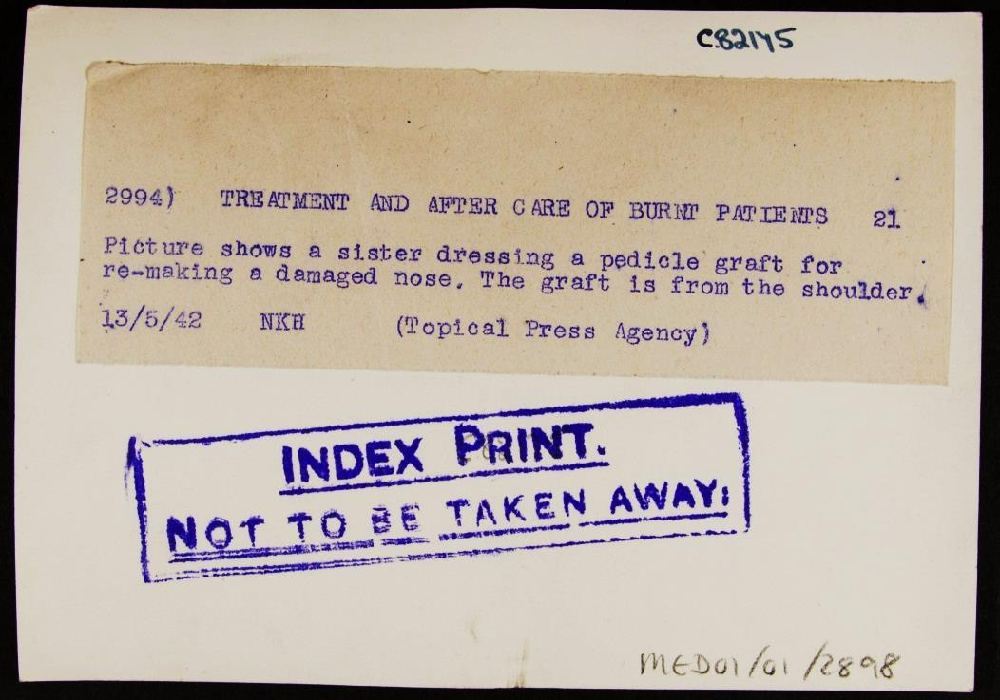 C82175
2994) TREATMENT AND AFTER CARE OF BURNT PATIENTS 21
Picture shows a sister dressing a pedicle graft for
re-making a damaged nose. The graft is from the shoulder.
13/5/42 NKH (Topical Press Agency)
INDEX PRINT.
NOT TO BE TAKEN AWAY.
MED01/01/2898